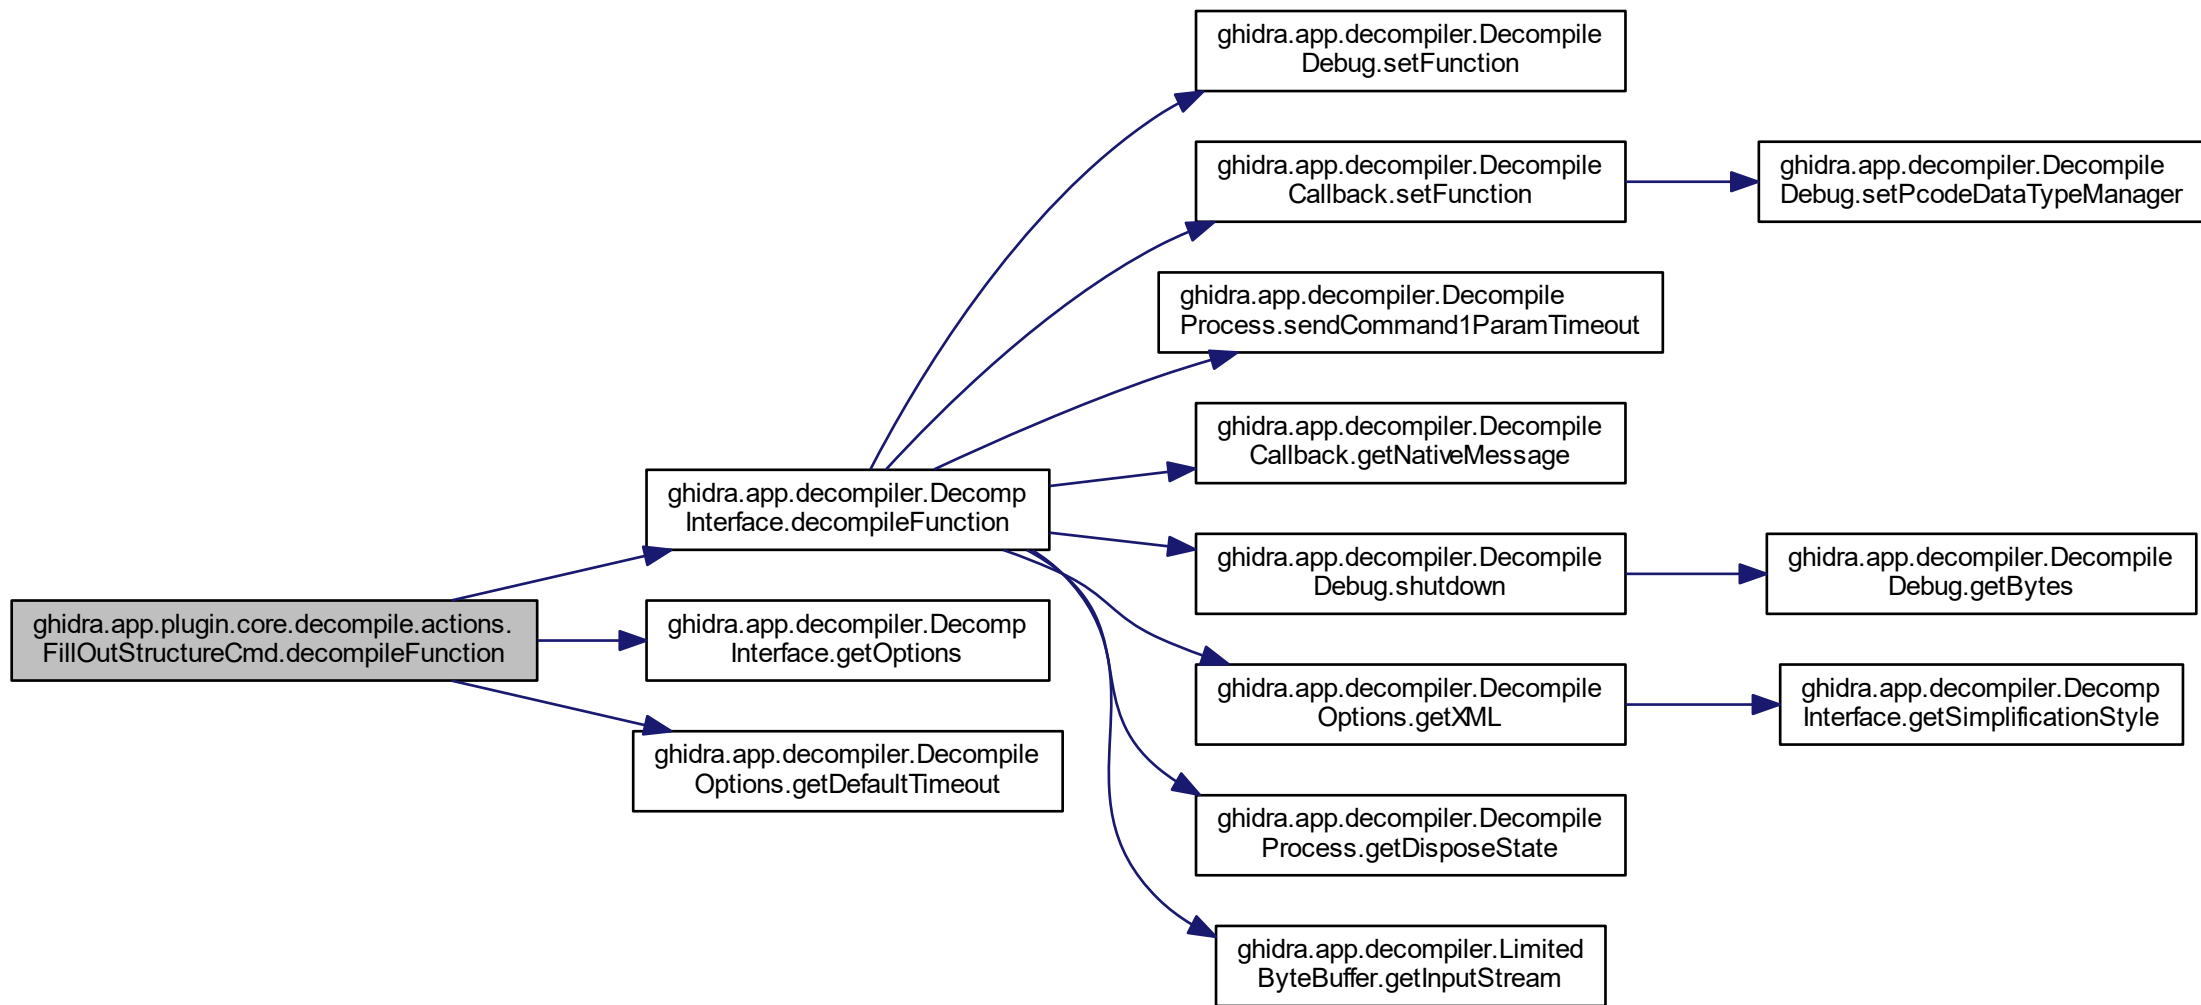 ghidra.app.decompiler.Decompile
Debug.setFunction
ghidra.app.decompiler.Decompile
Callback.setFunction
ghidra.app.decompiler.Decompile
Debug.setPcodeDataTypeManager
ghidra.app.decompiler.Decompile
Process.sendCommand1ParamTimeout
ghidra.app.decompiler.Decompile
Callback.getNativeMessage
ghidra.app.decompiler.Decomp
Interface.decompileFunction
ghidra.app.decompiler.Decompile
Debug.shutdown
ghidra.app.decompiler.Decompile
Debug.getBytes
ghidra.app.plugin.core.decompile.actions.
FillOutStructureCmd.decompileFunction
ghidra.app.decompiler.Decomp
Interface.getOptions
ghidra.app.decompiler.Decompile
Options.getXML
ghidra.app.decompiler.Decomp
Interface.getSimplificationStyle
ghidra.app.decompiler.Decompile
Options.getDefaultTimeout
ghidra.app.decompiler.Decompile
Process.getDisposeState
ghidra.app.decompiler.Limited
ByteBuffer.getInputStream